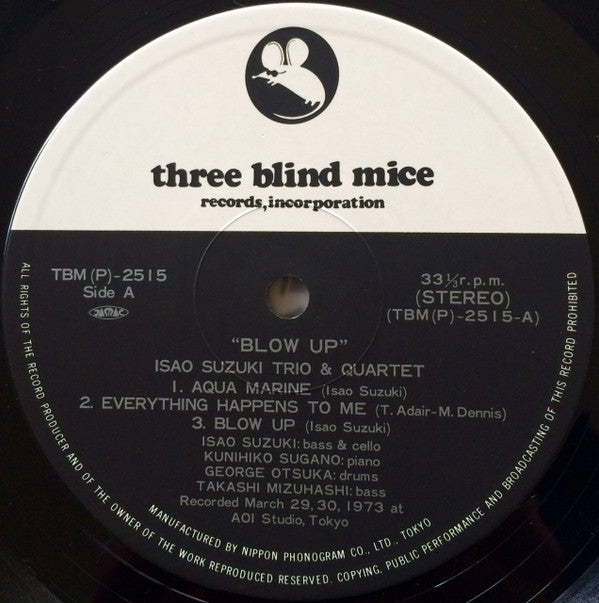 three blind mice
records,incorporation
TBM(P)-2515
Side A
JASRAC
33⅓r.p.m.
(STEREO)
(TBM(P)-2515-A)
"BLOW UP"
ISAO SUZUKI TRIO & QUARTET
1. AQUA MARINE (Isao Suzuki)
2. EVERYTHING HAPPENS TO ME (T. Adair-M. Dennis)
3. BLOW UP (Isao Suzuki)
ISAO SUZUKI: bass & cello
KUNIHIKO SUGANO: piano
GEORGE OTSUKA: drums
TAKASHI MIZUHASHI: bass
Recorded March 29, 30, 1973 at
AOI Studio, Tokyo
MANUFACTURED BY NIPPON PHONOGRAM CO., LTD., TOKYO
ALL RIGHTS OF THE RECORD PRODUCER AND OF THE OWNER OF THE WORK REPRODUCED RESERVED. COPYING, PUBLIC PERFORMANCE AND BROADCASTING OF THIS RECORD PROHIBITED